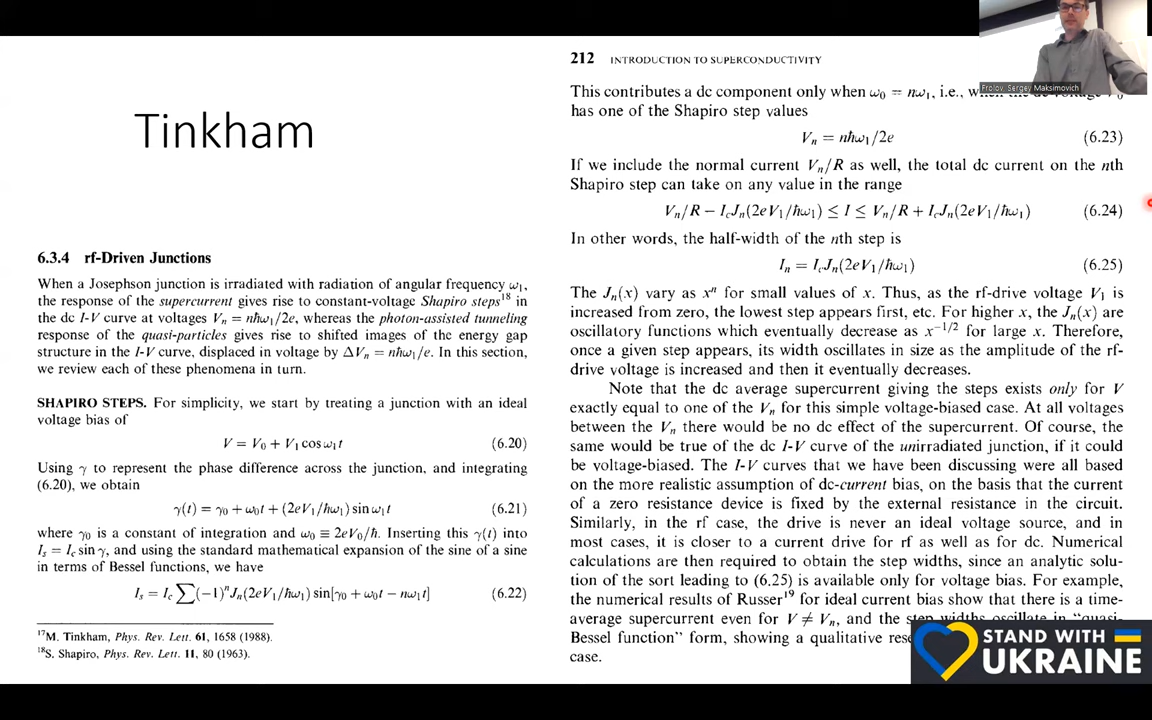 Tinkham
6.3.4 rf-Driven Junctions
When a Josephson junction is irradiated with radiation of angular frequency ω₁,
the response of the supercurrent gives rise to constant-voltage Shapiro steps¹⁸ in
the dc I-V curve at voltages Vₙ = nℏω₁/2e, whereas the photon-assisted tunneling
response of the quasi-particles gives rise to shifted images of the energy gap
structure in the I-V curve, displaced in voltage by ΔVₙ = nℏω₁/e. In this section,
we review each of these phenomena in turn.
SHAPIRO STEPS. For simplicity, we start by treating a junction with an ideal
voltage bias of
V = V₀ + V₁ cos ω₁t (6.20)
Using γ to represent the phase difference across the junction, and integrating
(6.20), we obtain
γ(t) = γ₀ + ω₀t + (2eV₁/ℏω₁) sin ω₁t (6.21)
where γ₀ is a constant of integration and ω₀ ≡ 2eV₀/ℏ. Inserting this γ(t) into
Iₛ = I_c sin γ, and using the standard mathematical expansion of the sine of a sine
in terms of Bessel functions, we have
Iₛ = I_c ∑(−1)ⁿJₙ(2eV₁/ℏω₁) sin[γ₀ + ω₀t − nω₁t] (6.22)
¹⁷M. Tinkham, Phys. Rev. Lett. 61, 1658 (1988).
¹⁸S. Shapiro, Phys. Rev. Lett. 11, 80 (1963).
212 INTRODUCTION TO SUPERCONDUCTIVITY
This contributes a dc component only when ω₀ = nω₁, i.e.,
has one of the Shapiro step values
Vₙ = nℏω₁/2e (6.23)
If we include the normal current Vₙ/R as well, the total dc current on the nth
Shapiro step can take on any value in the range
Vₙ/R − I_cJₙ(2eV₁/ℏω₁) ≤ I ≤ Vₙ/R + I_cJₙ(2eV₁/ℏω₁) (6.24)
In other words, the half-width of the nth step is
Iₙ = I_cJₙ(2eV₁/ℏω₁) (6.25)
The Jₙ(x) vary as xⁿ for small values of x. Thus, as the rf-drive voltage V₁ is
increased from zero, the lowest step appears first, etc. For higher x, the Jₙ(x) are
oscillatory functions which eventually decrease as x⁻¹/² for large x. Therefore,
once a given step appears, its width oscillates in size as the amplitude of the rf-
drive voltage is increased and then it eventually decreases.
Note that the dc average supercurrent giving the steps exists only for V
exactly equal to one of the Vₙ for this simple voltage-biased case. At all voltages
between the Vₙ there would be no dc effect of the supercurrent. Of course, the
same would be true of the dc I-V curve of the unirradiated junction, if it could
be voltage-biased. The I-V curves that we have been discussing were all based
on the more realistic assumption of dc-current bias, on the basis that the current
of a zero resistance device is fixed by the external resistance in the circuit.
Similarly, in the rf case, the drive is never an ideal voltage source, and in
most cases, it is closer to a current drive for rf as well as for dc. Numerical
calculations are then required to obtain the step widths, since an analytic solu-
tion of the sort leading to (6.25) is available only for voltage bias. For example,
the numerical results of Russer¹⁹ for ideal current bias show that there is a time-
average supercurrent even for V ≠ Vₙ, and the step widths oscillate in "quasi-
Bessel function" form, showing a qualitative
case.
Frolov, Sergey Maksimovich
STAND WITH
UKRAINE